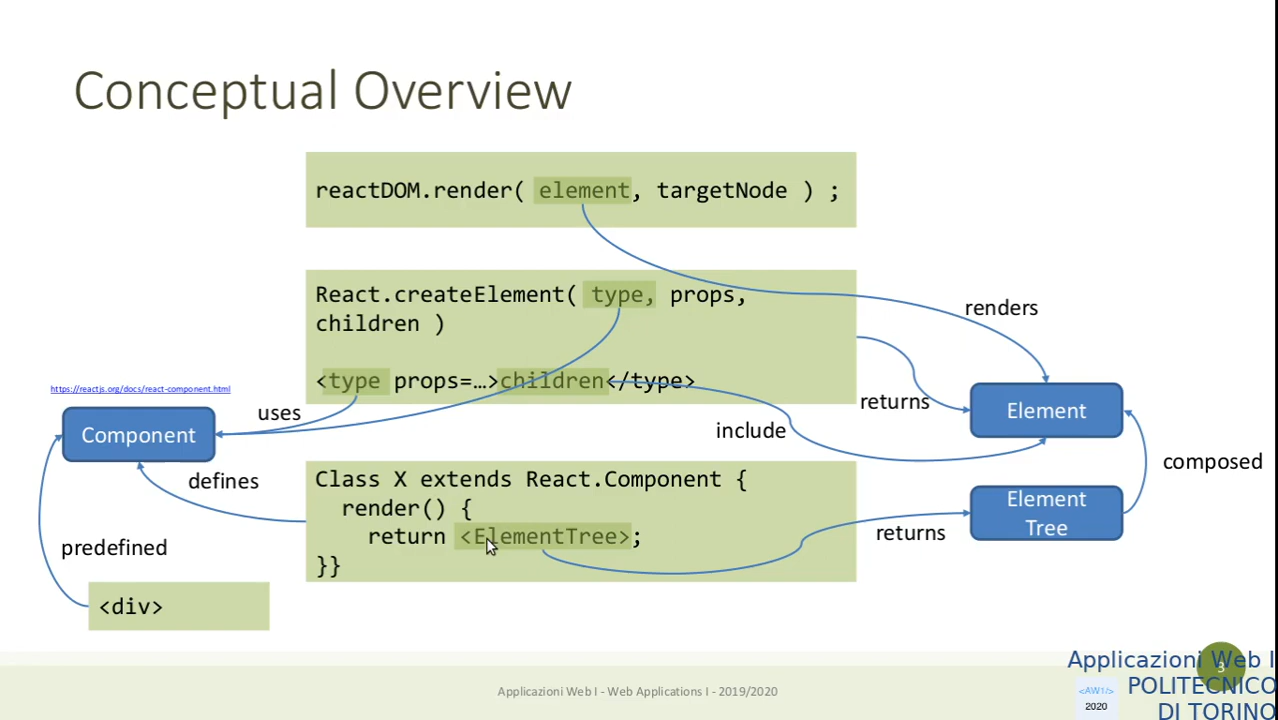 Conceptual Overview
reactDOM.render( element, targetNode ) ;
React.createElement( type, props,
children )
<type props=…>children</type>
renders
https://reactjs.org/docs/react-component.html
uses
returns
Element
Component
include
defines
Class X extends React.Component {
render() {
return <ElementTree>;
}}
composed
Element
Tree
returns
predefined
<div>
Applicazioni Web I - Web Applications I - 2019/2020
3
Applicazioni Web I
POLITECNICO
DI TORINO
<AW1/>
2020